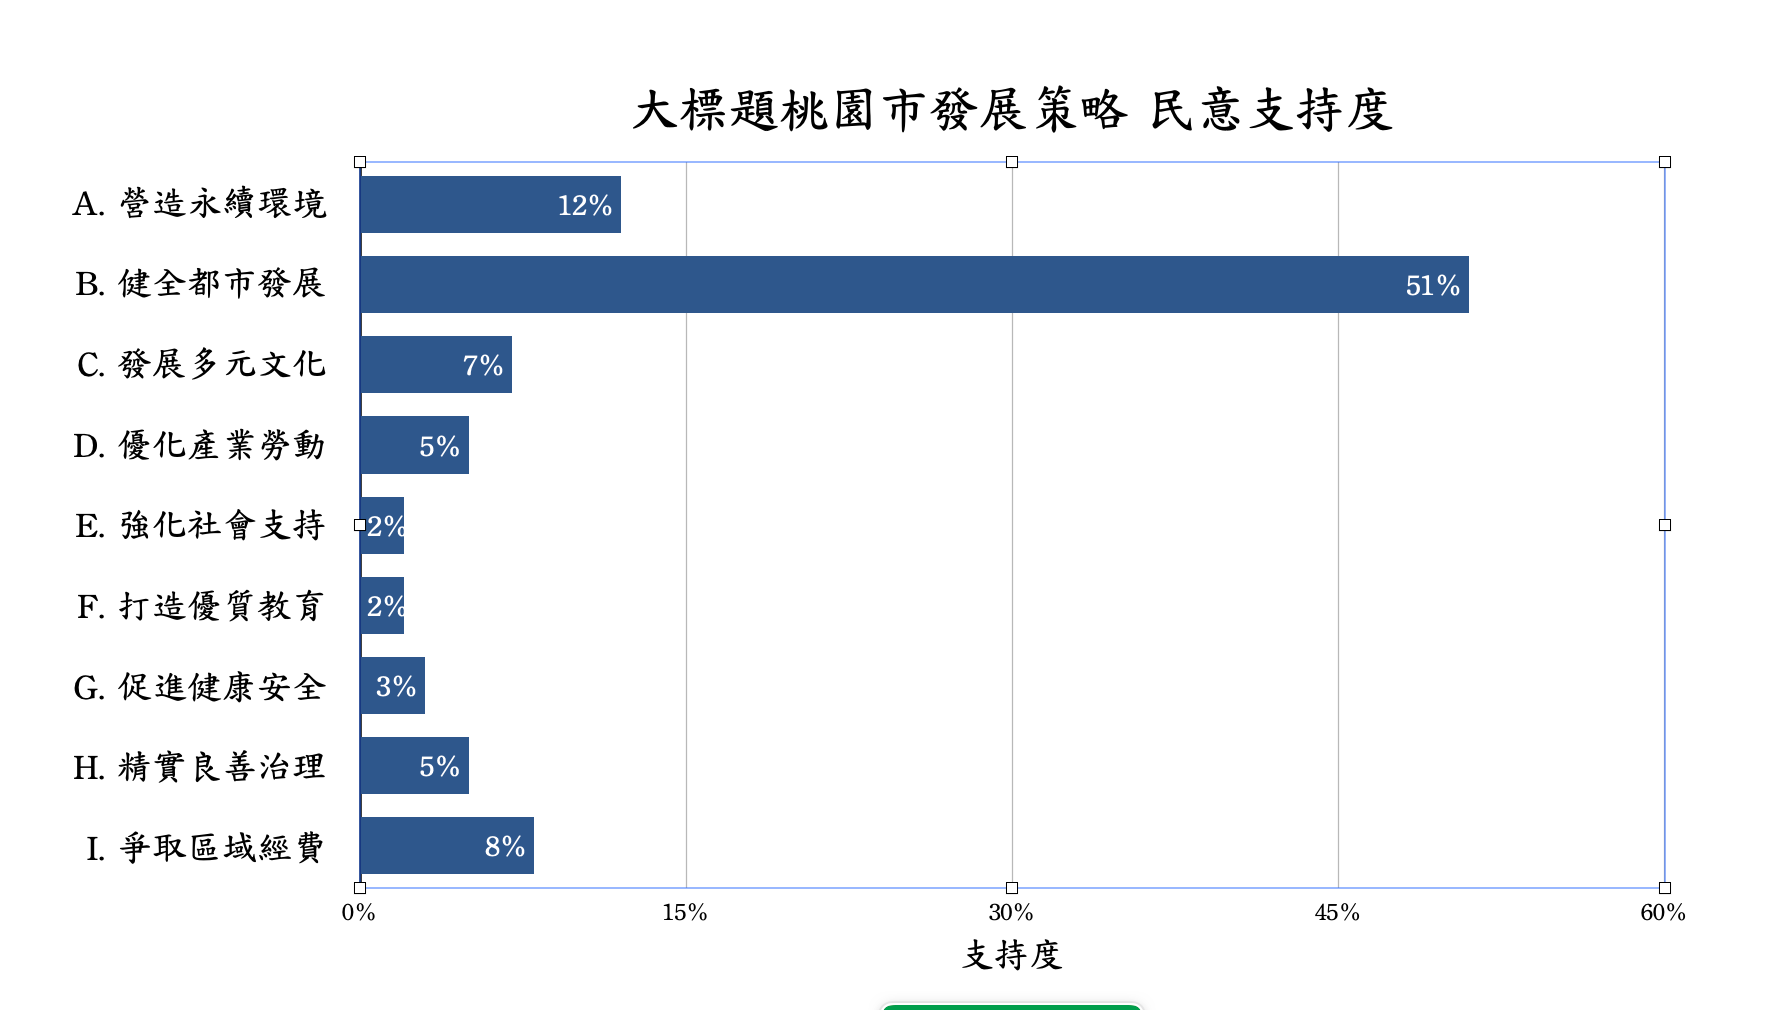 大標題桃園市發展策略 民意支持度
A. 營造永續環境
12%
B. 健全都市發展
51%
C. 發展多元文化
7%
D. 優化產業勞動
5%
E. 強化社會支持
2%
F. 打造優質教育
2%
G. 促進健康安全
3%
H. 精實良善治理
5%
I. 爭取區域經費
8%
0% 15% 30% 45% 60%
支持度